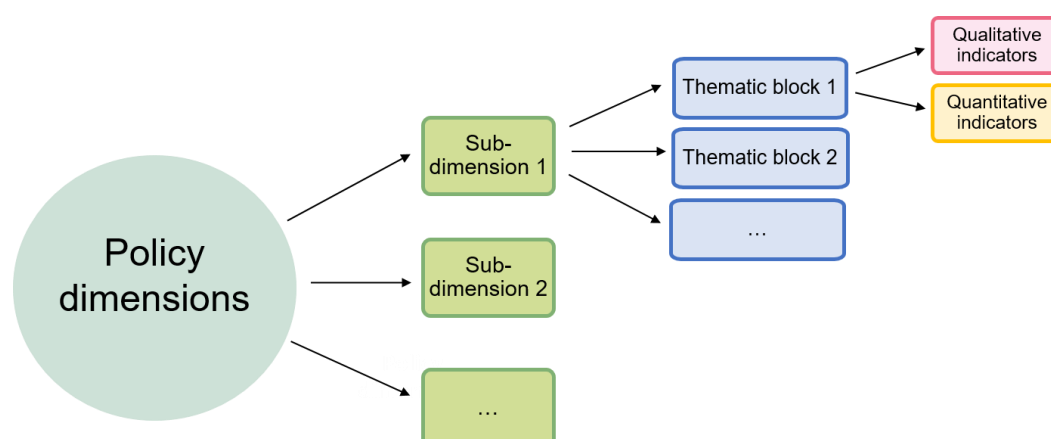 Policy
dimensions
Sub-
dimension 1
Sub-
dimension 2
...
Thematic block 1
Thematic block 2
...
Qualitative
indicators
Quantitative
indicators